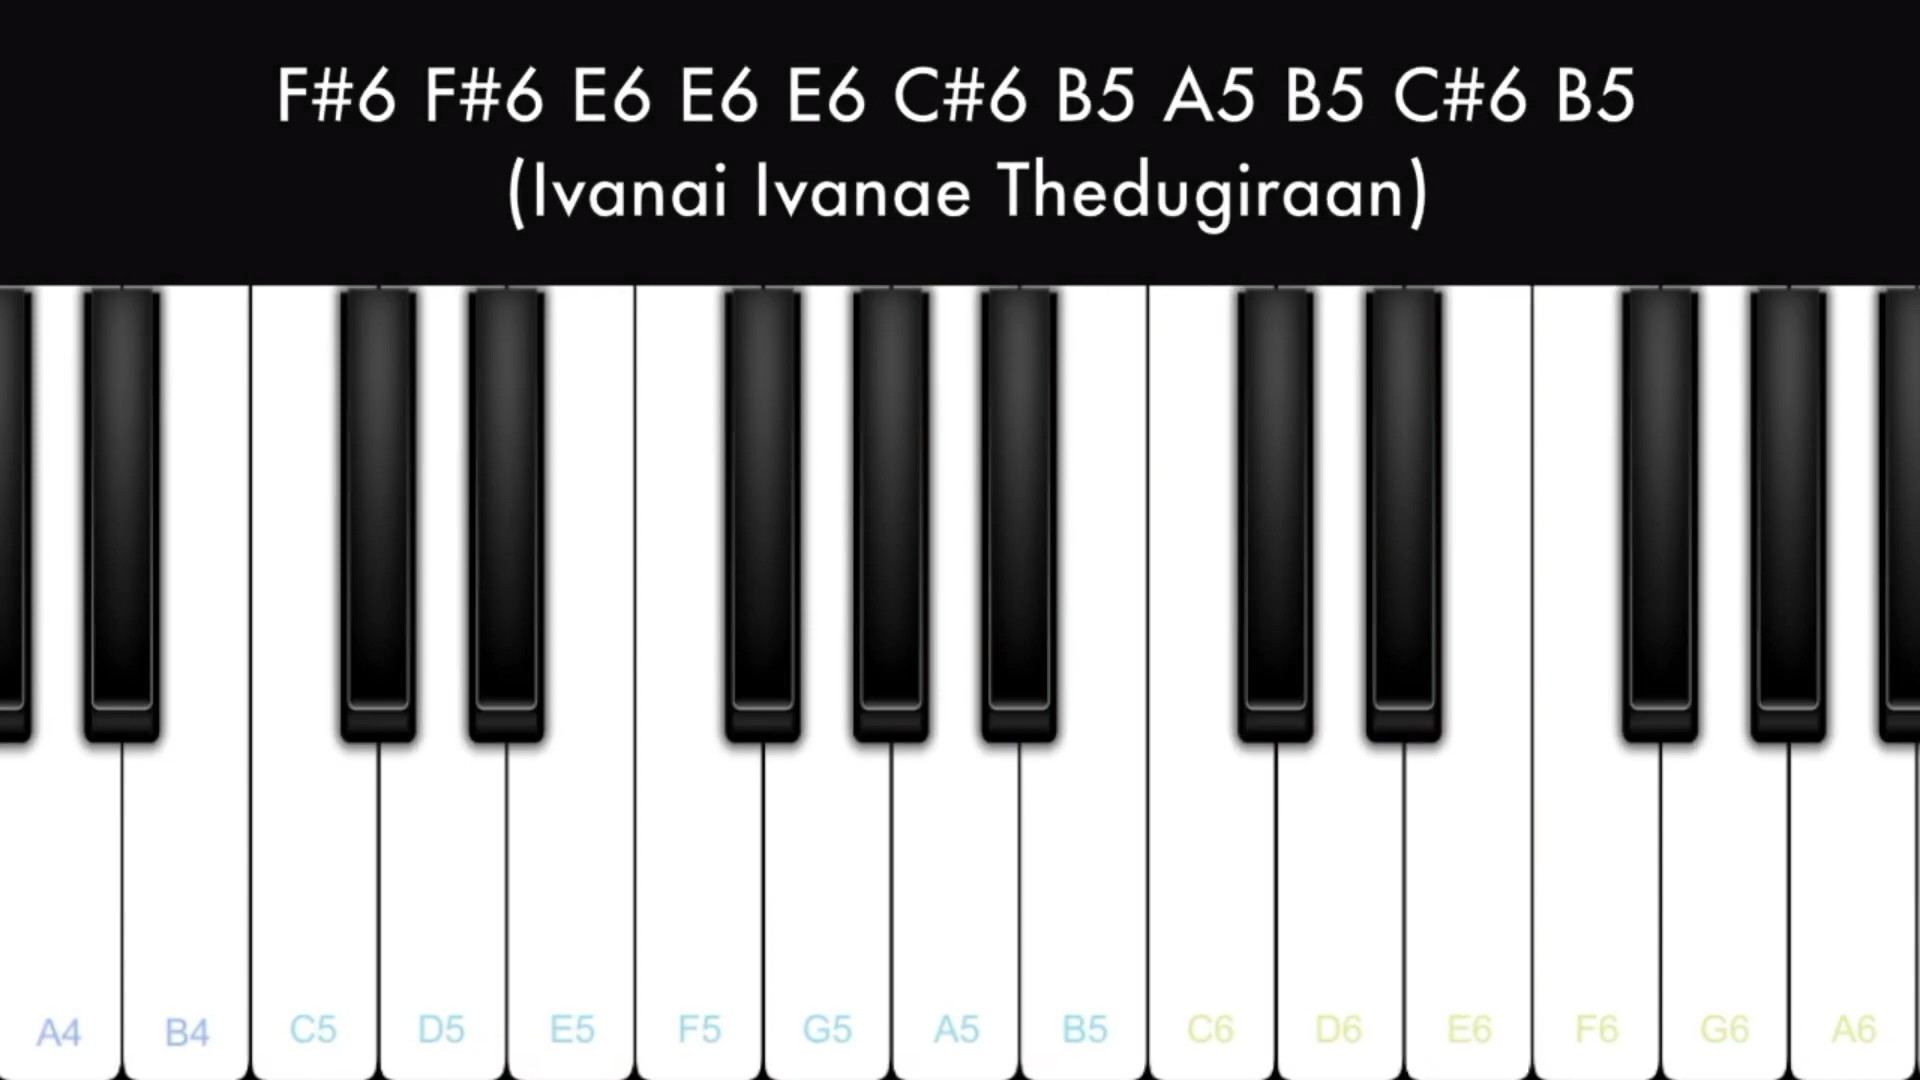 F#6 F#6 E6 E6 E6 C#6 B5 A5 B5 C#6 B5
(Ivanai Ivanae Thedugiraan)
A4 B4 C5 D5 E5 F5 G5 A5 B5 C6 D6 E6 F6 G6 A6